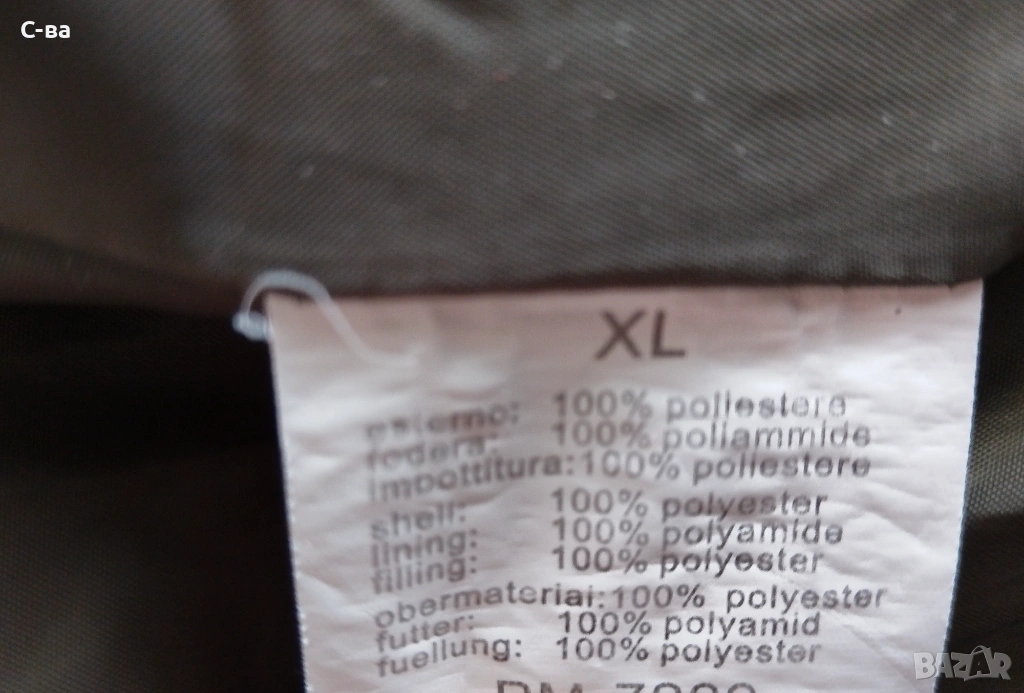 С-ва
XL
esterno: 100% poliestere
fodera: 100% poliammide
imbottitura: 100% poliestere
shell: 100% polyester
lining: 100% polyamide
filling: 100% polyester
obermaterial: 100% polyester
futter: 100% polyamid
fuellung: 100% polyester
BAZAR